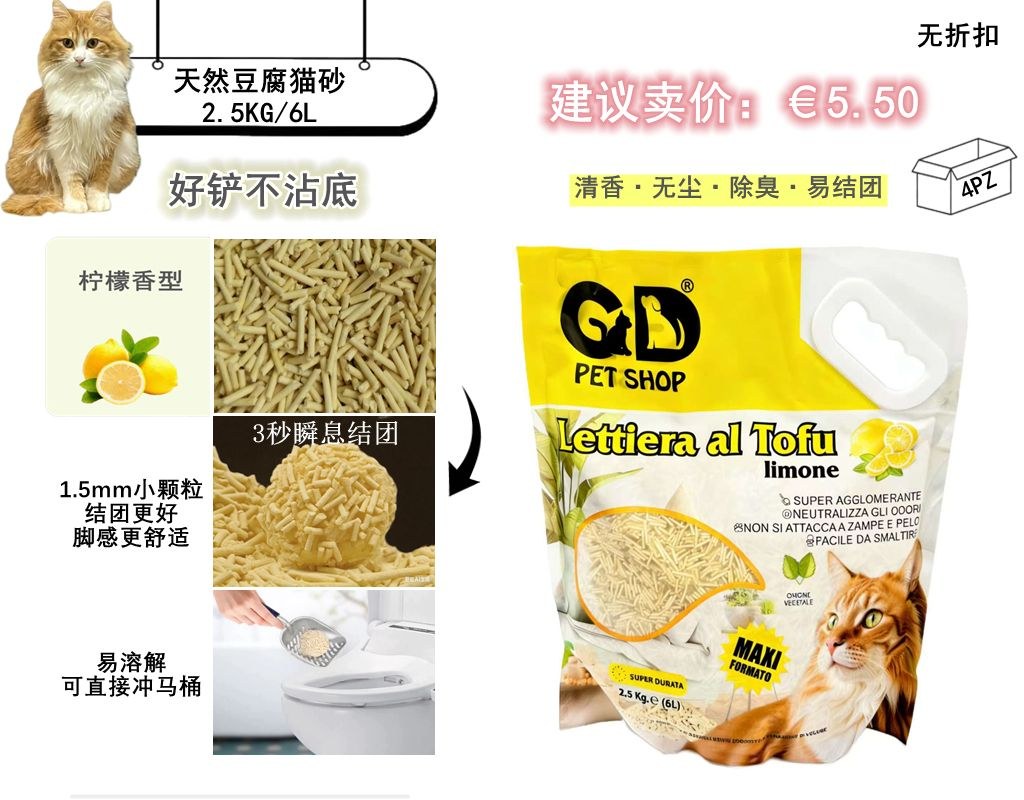 无折扣
天然豆腐猫砂
2.5KG/6L
建议卖价：€5.50
好铲不沾底
清香·无尘·除臭·易结团
4PZ
柠檬香型
3秒瞬息结团
1.5mm小颗粒
结团更好
脚感更舒适
易溶解
可直接冲马桶
GD®
PET SHOP
Lettiera al Tofu
limone
SUPER AGGLOMERANTE
NEUTRALIZZA GLI ODORI
NON SI ATTACCA A ZAMPE E PELO
FACILE DA SMALTIRE
ORIGINE
VEGETALE
MAXI
FORMATO
SUPER DURATA
2.5 Kg. e (6L)